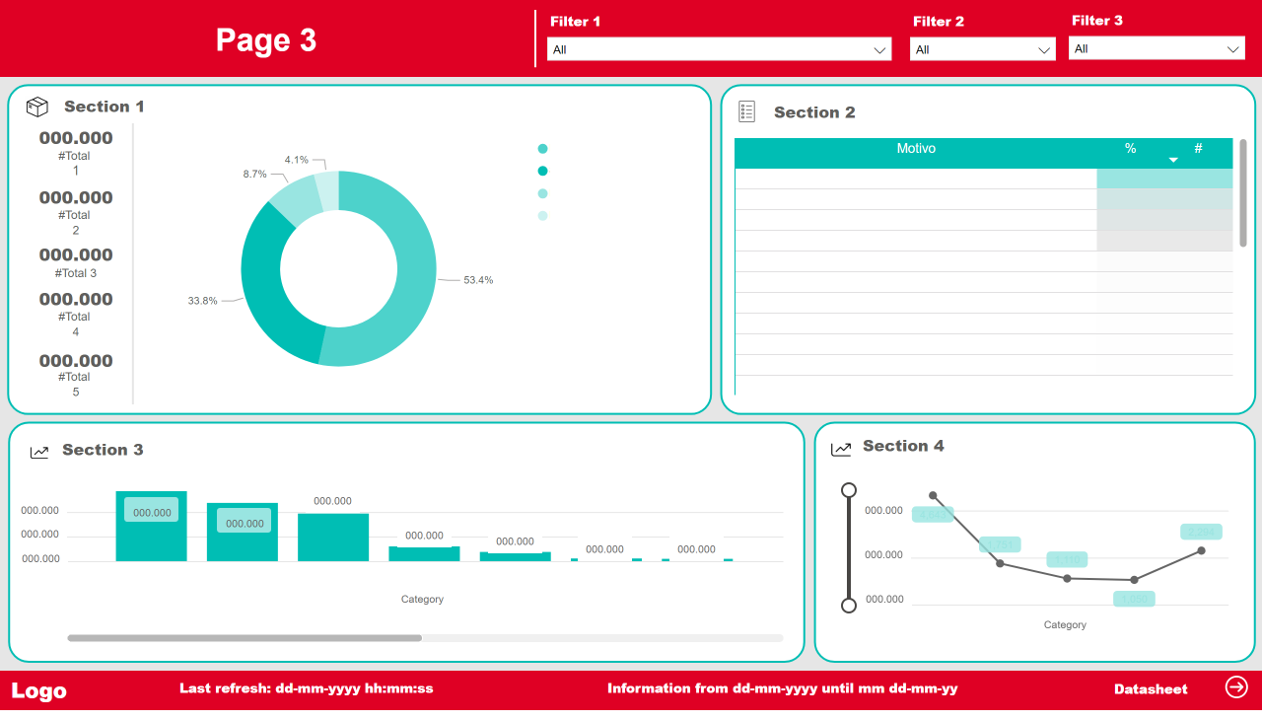 Page 3
Filter 1
All
Filter 2
All
Filter 3
All
Section 1
000.000
#Total
1
000.000
#Total
2
000.000
#Total 3
000.000
#Total
4
000.000
#Total
5
4.1%
8.7%
33.8%
53.4%
Section 2
Motivo % #
Section 3
000.000
000.000
000.000
000.000
000.000
000.000
000.000
000.000
000.000
000.000
Category
Section 4
000.000
000.000
000.000
Category
Logo
Last refresh: dd-mm-yyyy hh:mm:ss
Information from dd-mm-yyyy until mm dd-mm-yy
Datasheet